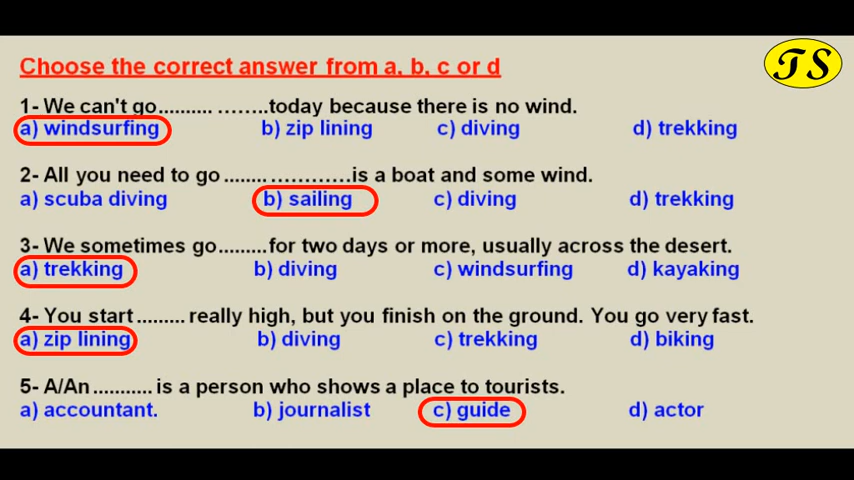 Choose the correct answer from a, b, c or d
TS
1- We can't go.......... ........today because there is no wind.
a) windsurfing b) zip lining c) diving d) trekking
2- All you need to go ........ ............is a boat and some wind.
a) scuba diving b) sailing c) diving d) trekking
3- We sometimes go.........for two days or more, usually across the desert.
a) trekking b) diving c) windsurfing d) kayaking
4- You start ......... really high, but you finish on the ground. You go very fast.
a) zip lining b) diving c) trekking d) biking
5- A/An ........... is a person who shows a place to tourists.
a) accountant. b) journalist c) guide d) actor